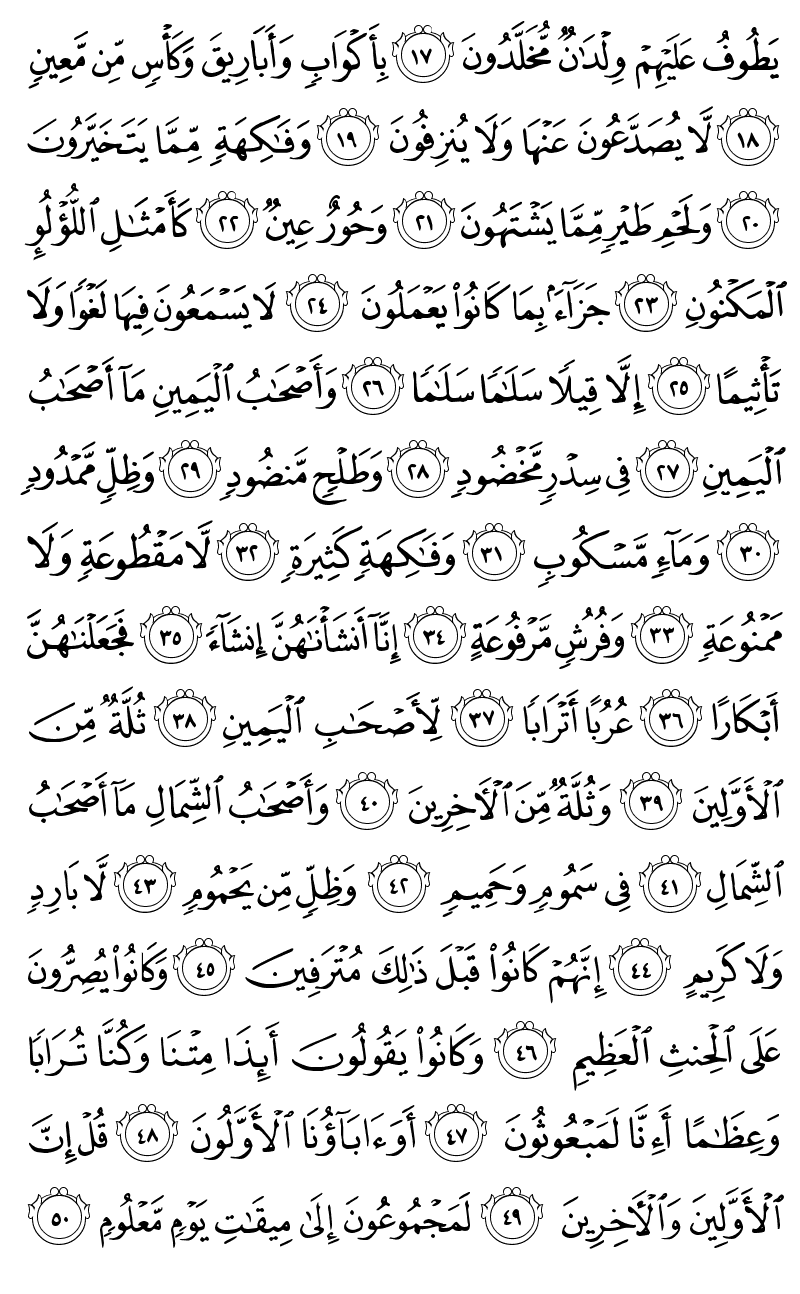 يَطُوفُ عَلَيۡهِمۡ وِلۡدَٰنٞ مُّخَلَّدُونَ ١٧ بِأَكۡوَابٖ وَأَبَارِيقَ وَكَأۡسٖ مِّن مَّعِينٖ
١٨ لَّا يُصَدَّعُونَ عَنۡهَا وَلَا يُنزِفُونَ ١٩ وَفَٰكِهَةٖ مِّمَّا يَتَخَيَّرُونَ
٢٠ وَلَحۡمِ طَيۡرٖ مِّمَّا يَشۡتَهُونَ ٢١ وَحُورٌ عِينٞ ٢٢ كَأَمۡثَٰلِ ٱللُّؤۡلُوِٕ
ٱلۡمَكۡنُونِ ٢٣ جَزَآءَۢ بِمَا كَانُواْ يَعۡمَلُونَ ٢٤ لَا يَسۡمَعُونَ فِيهَا لَغۡوٗا وَلَا
تَأۡثِيمًا ٢٥ إِلَّا قِيلٗا سَلَٰمٗا سَلَٰمٗا ٢٦ وَأَصۡحَٰبُ ٱلۡيَمِينِ مَآ أَصۡحَٰبُ
ٱلۡيَمِينِ ٢٧ فِي سِدۡرٖ مَّخۡضُودٖ ٢٨ وَطَلۡحٖ مَّنضُودٖ ٢٩ وَظِلّٖ مَّمۡدُودٖ
٣٠ وَمَآءٖ مَّسۡكُوبٖ ٣١ وَفَٰكِهَةٖ كَثِيرَةٖ ٣٢ لَّا مَقۡطُوعَةٖ وَلَا
مَمۡنُوعَةٖ ٣٣ وَفُرُشٖ مَّرۡفُوعَةٍ ٣٤ إِنَّآ أَنشَأۡنَٰهُنَّ إِنشَآءٗ ٣٥ فَجَعَلۡنَٰهُنَّ
أَبۡكَارًا ٣٦ عُرُبًا أَتۡرَابٗا ٣٧ لِّأَصۡحَٰبِ ٱلۡيَمِينِ ٣٨ ثُلَّةٞ مِّنَ
ٱلۡأَوَّلِينَ ٣٩ وَثُلَّةٞ مِّنَ ٱلۡأٓخِرِينَ ٤٠ وَأَصۡحَٰبُ ٱلشِّمَالِ مَآ أَصۡحَٰبُ
ٱلشِّمَالِ ٤١ فِي سَمُومٖ وَحَمِيمٖ ٤٢ وَظِلّٖ مِّن يَحۡمُومٖ ٤٣ لَّا بَارِدٖ
وَلَا كَرِيمٍ ٤٤ إِنَّهُمۡ كَانُواْ قَبۡلَ ذَٰلِكَ مُتۡرَفِينَ ٤٥ وَكَانُواْ يُصِرُّونَ
عَلَى ٱلۡحِنثِ ٱلۡعَظِيمِ ٤٦ وَكَانُواْ يَقُولُونَ أَئِذَا مِتۡنَا وَكُنَّا تُرَابٗا
وَعِظَٰمًا أَءِنَّا لَمَبۡعُوثُونَ ٤٧ أَوَءَابَآؤُنَا ٱلۡأَوَّلُونَ ٤٨ قُلۡ إِنَّ
ٱلۡأَوَّلِينَ وَٱلۡأٓخِرِينَ ٤٩ لَمَجۡمُوعُونَ إِلَىٰ مِيقَٰتِ يَوۡمٖ مَّعۡلُومٖ ٥٠